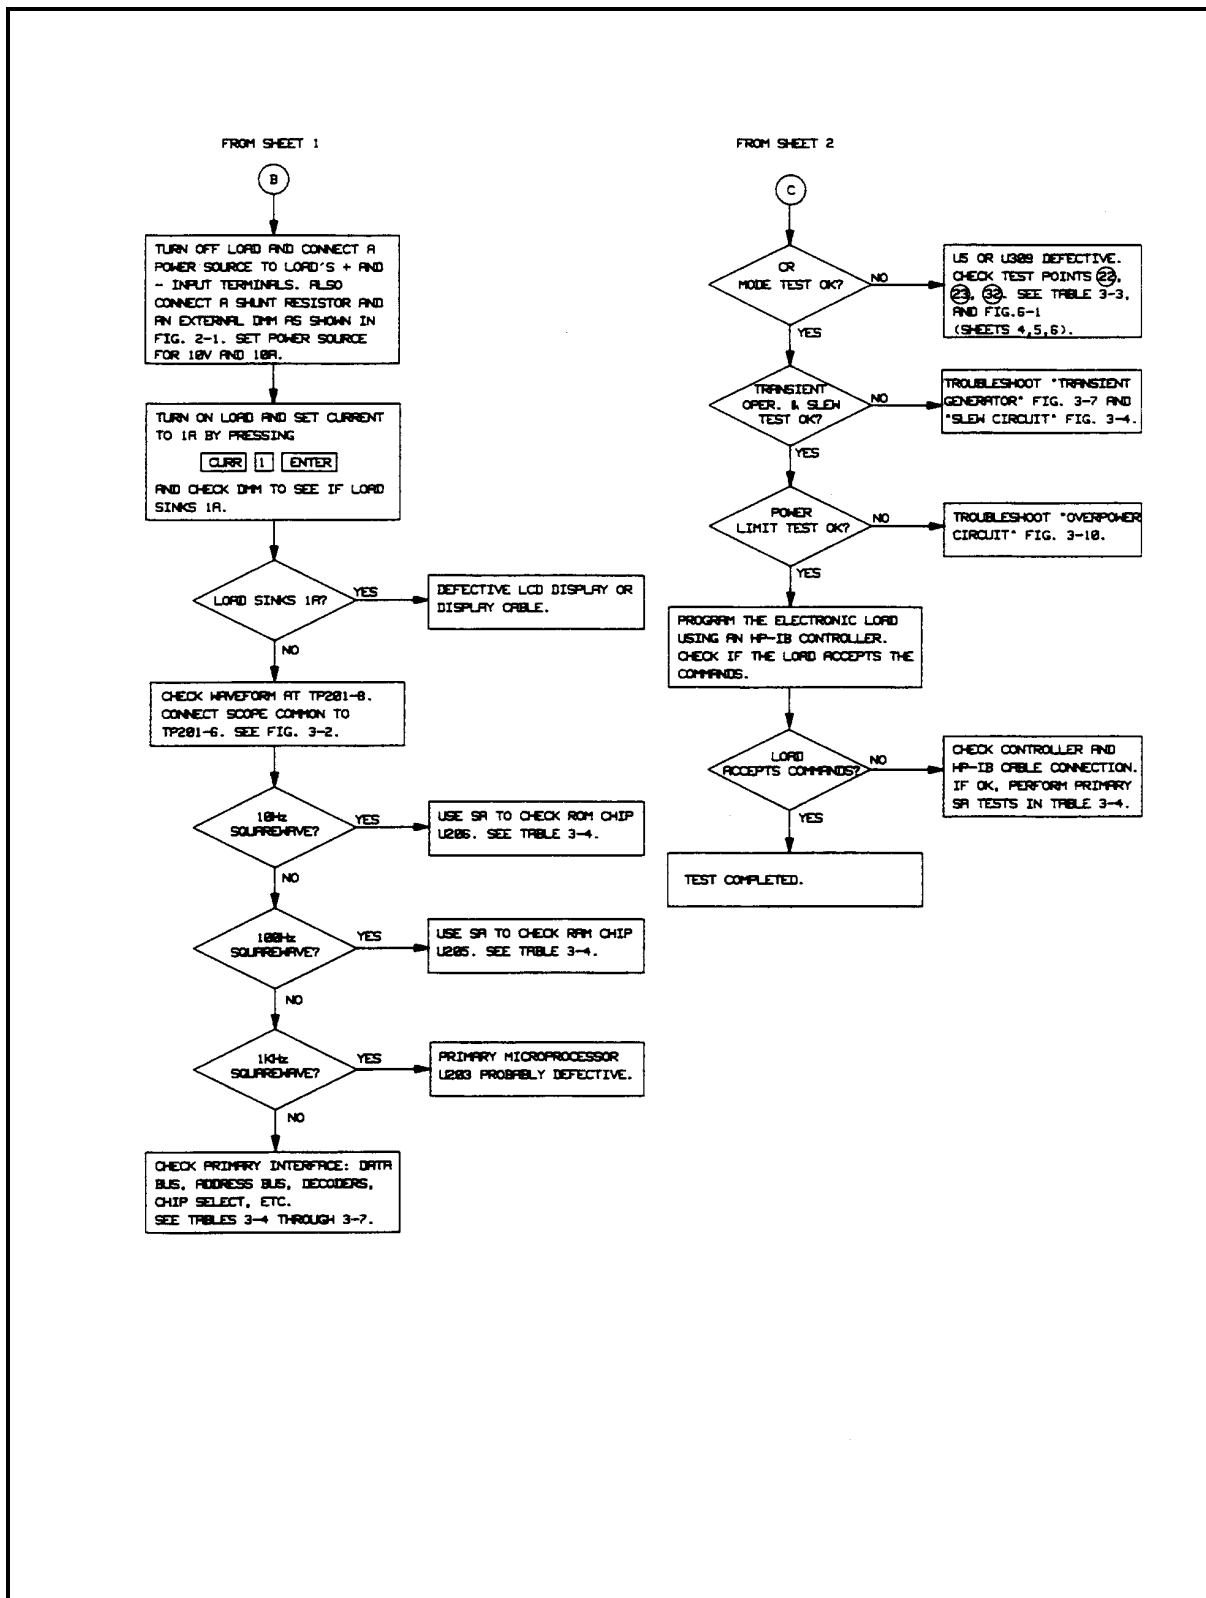 FROM SHEET 1
B
TURN OFF LOAD AND CONNECT A
POWER SOURCE TO LOAD'S + AND
- INPUT TERMINALS. ALSO
CONNECT A SHUNT RESISTOR AND
AN EXTERNAL DMM AS SHOWN IN
FIG. 2-1. SET POWER SOURCE
FOR 10V AND 10A.
TURN ON LOAD AND SET CURRENT
TO 1A BY PRESSING
CURR 1 ENTER
AND CHECK DMM TO SEE IF LOAD
SINKS 1A.
LOAD SINKS 1A?
YES
DEFECTIVE LCD DISPLAY OR
DISPLAY CABLE.
NO
CHECK WAVEFORM AT TP201-8.
CONNECT SCOPE COMMON TO
TP201-6. SEE FIG. 3-2.
10Hz
SQUAREWAVE?
YES
USE SA TO CHECK ROM CHIP
U206. SEE TABLE 3-4.
NO
100Hz
SQUAREWAVE?
YES
USE SA TO CHECK RAM CHIP
U205. SEE TABLE 3-4.
NO
1KHz
SQUAREWAVE?
YES
PRIMARY MICROPROCESSOR
U203 PROBABLY DEFECTIVE.
NO
CHECK PRIMARY INTERFACE: DATA
BUS, ADDRESS BUS, DECODERS,
CHIP SELECT, ETC.
SEE TABLES 3-4 THROUGH 3-7.
FROM SHEET 2
C
CR
MODE TEST OK?
NO
U5 OR U309 DEFECTIVE.
CHECK TEST POINTS 22,
23, 32. SEE TABLE 3-3,
AND FIG.6-1
(SHEETS 4,5,6).
YES
TRANSIENT
OPER. & SLEW
TEST OK?
NO
TROUBLESHOOT "TRANSIENT
GENERATOR" FIG. 3-7 AND
"SLEW CIRCUIT" FIG. 3-4.
YES
POWER
LIMIT TEST OK?
NO
TROUBLESHOOT "OVERPOWER
CIRCUIT" FIG. 3-10.
YES
PROGRAM THE ELECTRONIC LOAD
USING AN HP-IB CONTROLLER.
CHECK IF THE LOAD ACCEPTS THE
COMMANDS.
LOAD
ACCEPTS COMMANDS?
NO
CHECK CONTROLLER AND
HP-IB CABLE CONNECTION.
IF OK, PERFORM PRIMARY
SA TESTS IN TABLE 3-4.
YES
TEST COMPLETED.